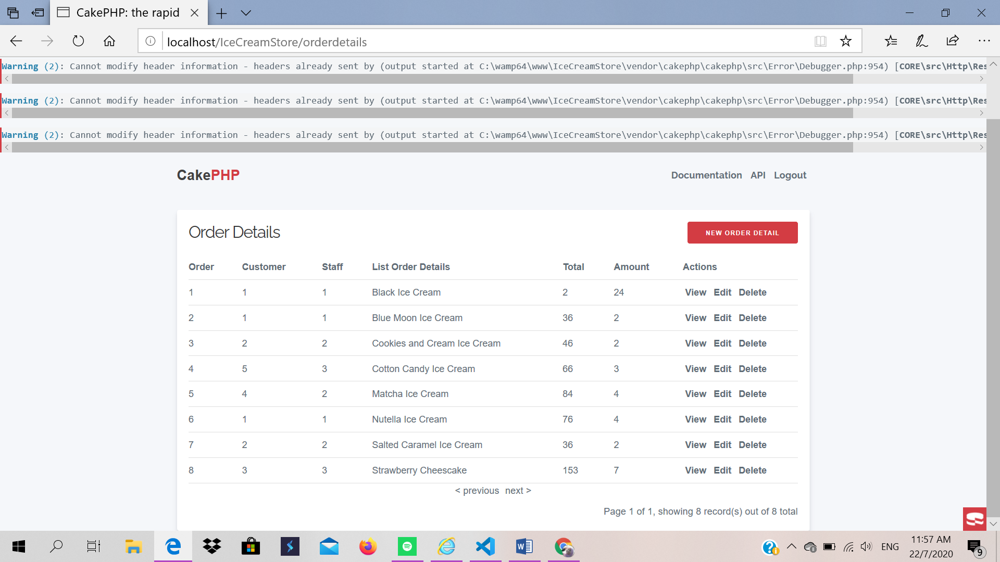 CakePHP: the rapid
localhost/IceCreamStore/orderdetails
Warning (2): Cannot modify header information - headers already sent by (output started at C:\wamp64\www\IceCreamStore\vendor\cakephp\cakephp\src\Error\Debugger.php:954) [CORE\src\Http\Res
Warning (2): Cannot modify header information - headers already sent by (output started at C:\wamp64\www\IceCreamStore\vendor\cakephp\cakephp\src\Error\Debugger.php:954) [CORE\src\Http\Res
Warning (2): Cannot modify header information - headers already sent by (output started at C:\wamp64\www\IceCreamStore\vendor\cakephp\cakephp\src\Error\Debugger.php:954) [CORE\src\Http\Res
CakePHP Documentation API Logout
Order Details NEW ORDER DETAIL
Order Customer Staff List Order Details Total Amount Actions
1 1 1 Black Ice Cream 2 24 View Edit Delete
2 1 1 Blue Moon Ice Cream 36 2 View Edit Delete
3 2 2 Cookies and Cream Ice Cream 46 2 View Edit Delete
4 5 3 Cotton Candy Ice Cream 66 3 View Edit Delete
5 4 2 Matcha Ice Cream 84 4 View Edit Delete
6 1 1 Nutella Ice Cream 76 4 View Edit Delete
7 2 2 Salted Caramel Ice Cream 36 2 View Edit Delete
8 3 3 Strawberry Cheescake 153 7 View Edit Delete
< previous next >
Page 1 of 1, showing 8 record(s) out of 8 total
ENG 11:57 AM
22/7/2020 9